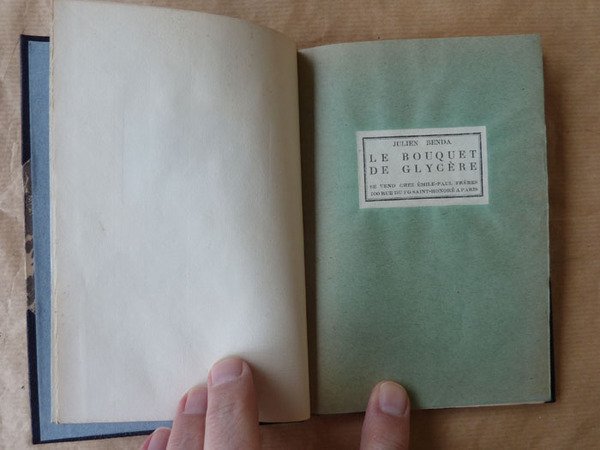 JULIEN BENDA
LE BOUQUET
DE GLYCÈRE
SE VEND CHEZ ÉMILE-PAUL FRÈRES
100 RUE DU FG SAINT-HONORÉ A PARIS